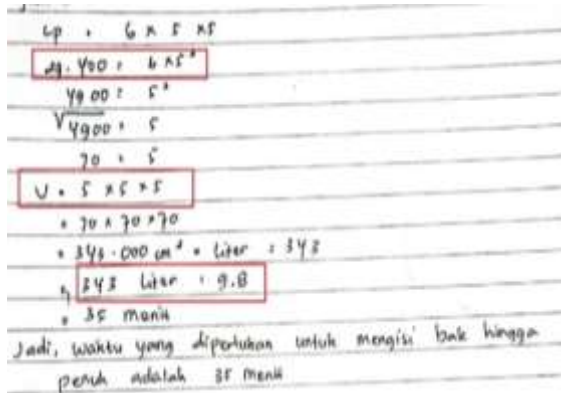 Lp = 6 x s x s
29.400 = 6 x s²
4900 = s²
√4900 = s
70 = s
V = s x s x s
= 70 x 70 x 70
= 343.000 cm³ = liter = 343
= 343 liter : 9.8
= 35 menit
Jadi, waktu yang diperlukan untuk mengisi bak hingga
penuh adalah 35 menit